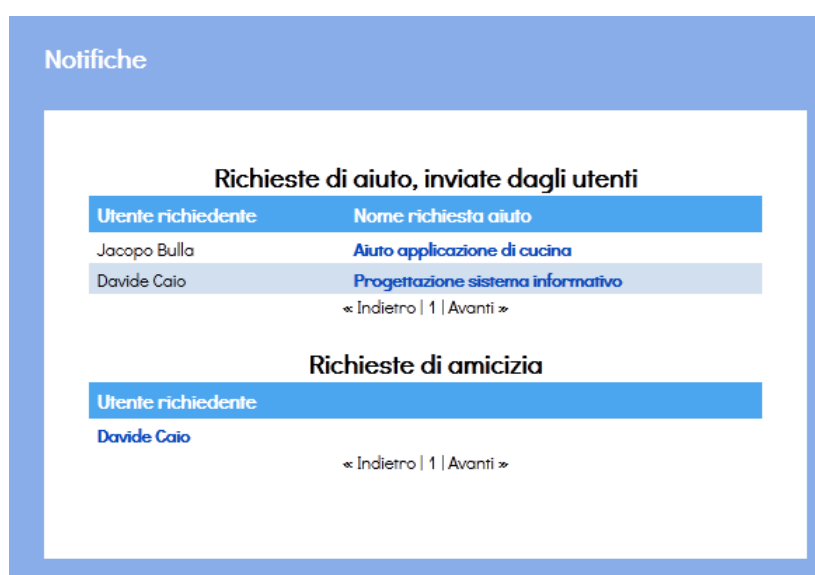 Notifiche
Richieste di aiuto, inviate dagli utenti
Utente richiedente Nome richiesta aiuto
Jacopo Bulla Aiuto applicazione di cucina
Davide Caio Progettazione sistema informativo
« Indietro | 1 | Avanti »
Richieste di amicizia
Utente richiedente
Davide Caio
« Indietro | 1 | Avanti »